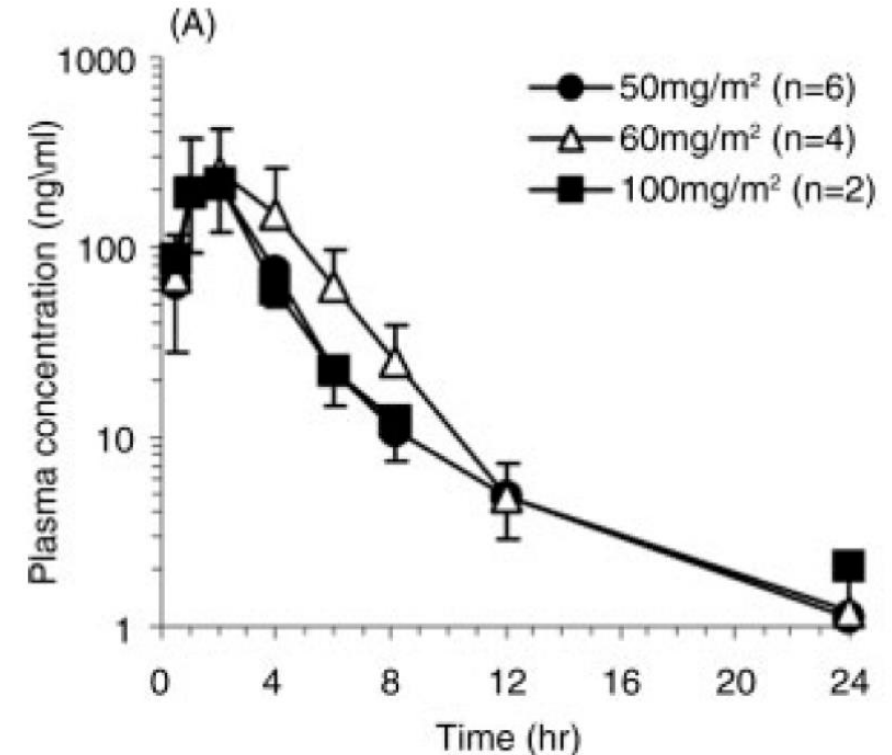 (A)
1000
100
10
1
Plasma concentration (ng\ml)
50mg/m² (n=6)
60mg/m² (n=4)
100mg/m² (n=2)
0 4 8 12 16 20 24
Time (hr)